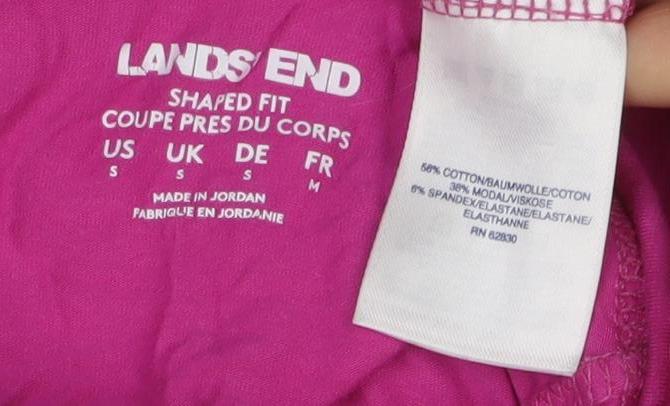 LANDS' END
SHAPED FIT
COUPE PRES DU CORPS
US UK DE FR
S S S M
MADE IN JORDAN
FABRIQUE EN JORDANIE
56% COTTON/BAUMWOLLE/COTON
38% MODAL/VISKOSE
6% SPANDEX/ELASTANE/ELASTANE/
ELASTHANNE
RN 62830